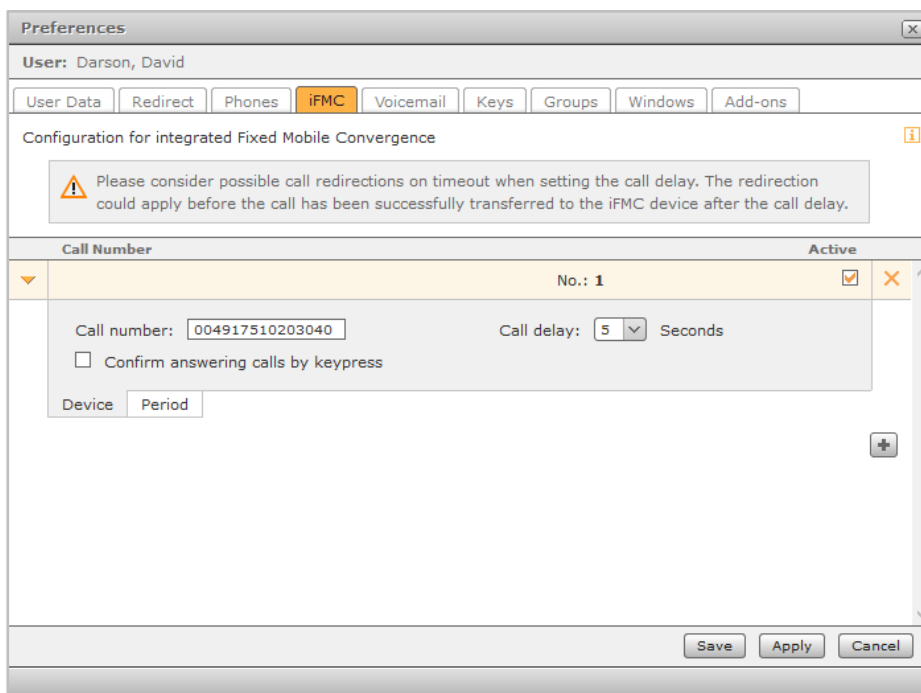 Preferences
User: Darson, David
User Data Redirect Phones iFMC Voicemail Keys Groups Windows Add-ons
Configuration for integrated Fixed Mobile Convergence
Please consider possible call redirections on timeout when setting the call delay. The redirection
could apply before the call has been successfully transferred to the iFMC device after the call delay.
Call Number Active
No.: 1
Call number: 004917510203040 Call delay: 5 Seconds
Confirm answering calls by keypress
Device Period
Save Apply Cancel